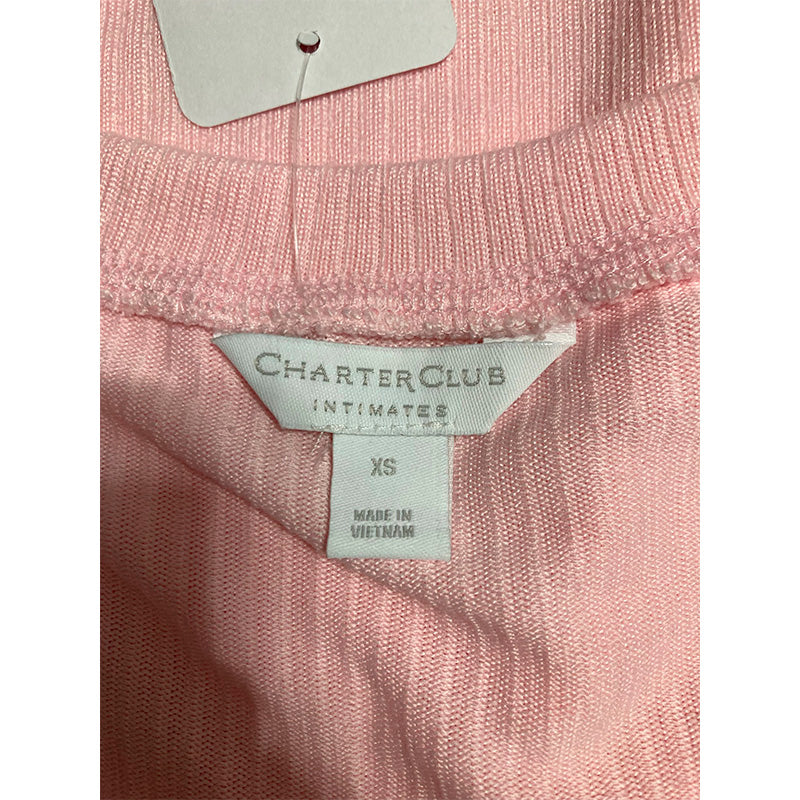 CHARTER CLUB
INTIMATES
XS
MADE IN
VIETNAM